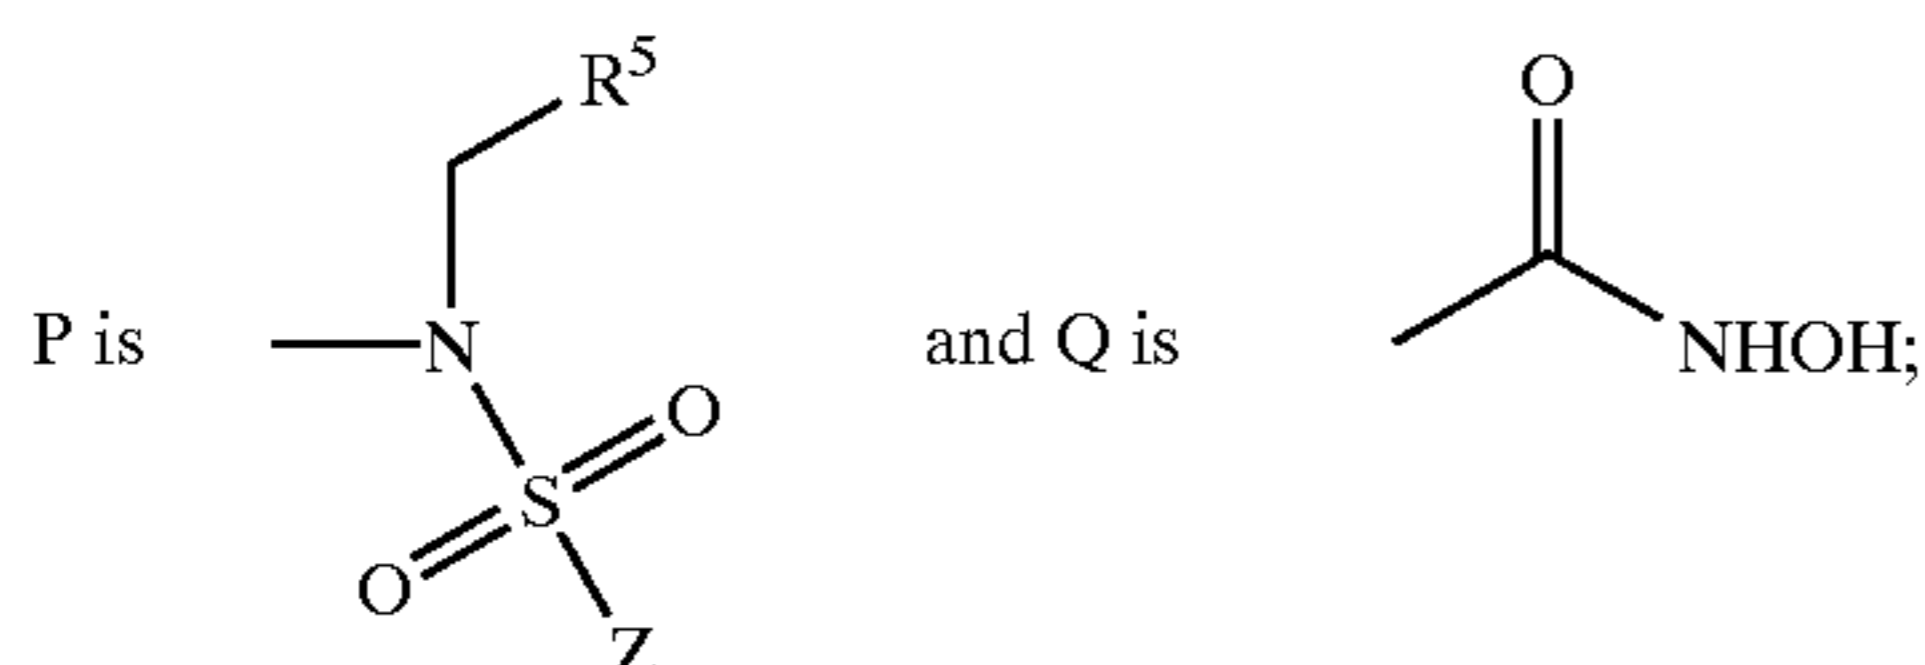 R⁵
O
P is N and Q is NHOH;
O
S
O
Z